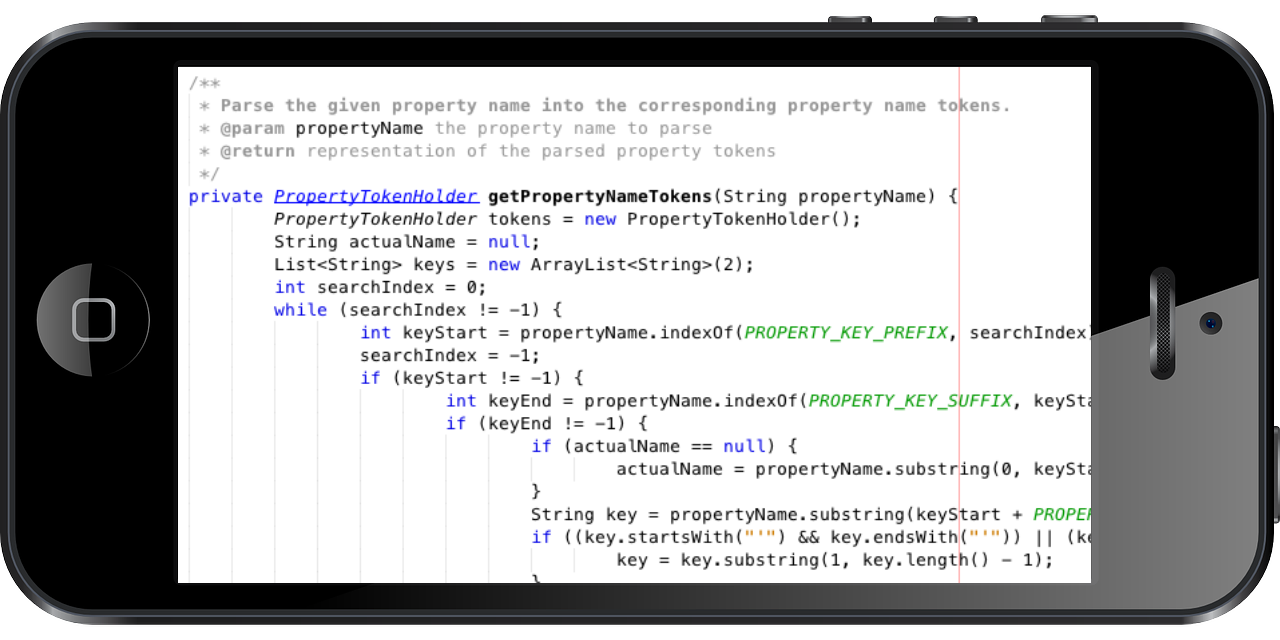 /**
 * Parse the given property name into the corresponding property name tokens.
 * @param propertyName the property name to parse
 * @return representation of the parsed property tokens
 */
private PropertyTokenHolder getPropertyNameTokens(String propertyName) {
        PropertyTokenHolder tokens = new PropertyTokenHolder();
        String actualName = null;
        List<String> keys = new ArrayList<String>(2);
        int searchIndex = 0;
        while (searchIndex != -1) {
                int keyStart = propertyName.indexOf(PROPERTY_KEY_PREFIX, searchIndex)
                searchIndex = -1;
                if (keyStart != -1) {
                        int keyEnd = propertyName.indexOf(PROPERTY_KEY_SUFFIX, keySta
                        if (keyEnd != -1) {
                                if (actualName == null) {
                                        actualName = propertyName.substring(0, keySta
                                }
                                String key = propertyName.substring(keyStart + PROPER
                                if ((key.startsWith("'") && key.endsWith("'")) || (ke
                                        key = key.substring(1, key.length() - 1);
                                }